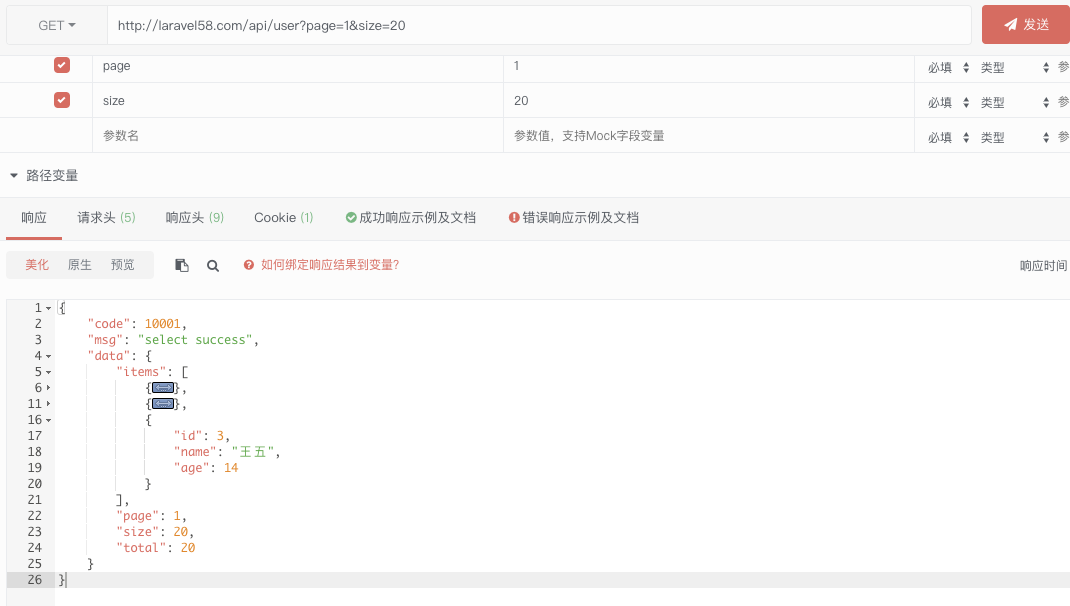 GET http://laravel58.com/api/user?page=1&size=20 发送
page 1 必填 类型 参
size 20 必填 类型 参
参数名 参数值，支持Mock字段变量 必填 类型 参
路径变量
响应 请求头 (5) 响应头 (9) Cookie (1) 成功响应示例及文档 错误响应示例及文档
美化 原生 预览 如何绑定响应结果到变量? 响应时间
1 {
2 "code": 10001,
3 "msg": "select success",
4 "data": {
5 "items": [
6 {},
11 {},
16 {
17 "id": 3,
18 "name": "王五",
19 "age": 14
20 }
21 ],
22 "page": 1,
23 "size": 20,
24 "total": 20
25 }
26 }